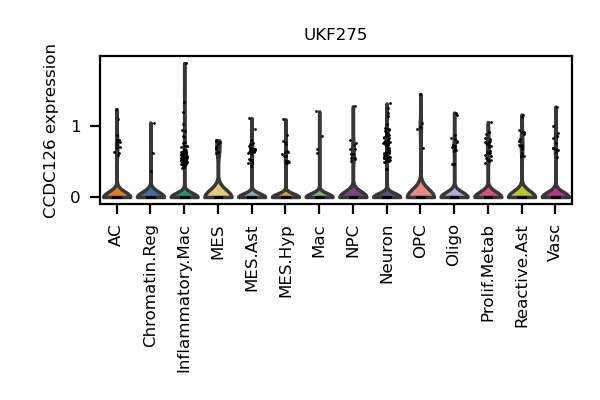 UKF275
CCDC126 expression
1
0
AC
Chromatin.Reg
Inflammatory.Mac
MES
MES.Ast
MES.Hyp
Mac
NPC
Neuron
OPC
Oligo
Prolif.Metab
Reactive.Ast
Vasc